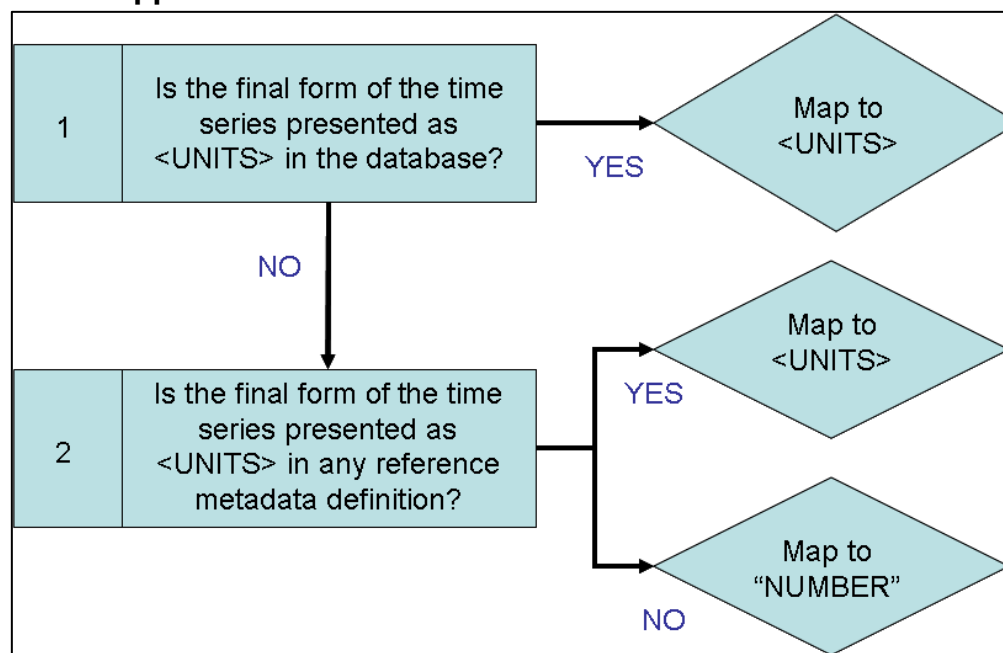 1
Is the final form of the time
series presented as
<UNITS> in the database?
YES
Map to
<UNITS>
NO
2
Is the final form of the time
series presented as
<UNITS> in any reference
metadata definition?
YES
Map to
<UNITS>
NO
Map to
“NUMBER”